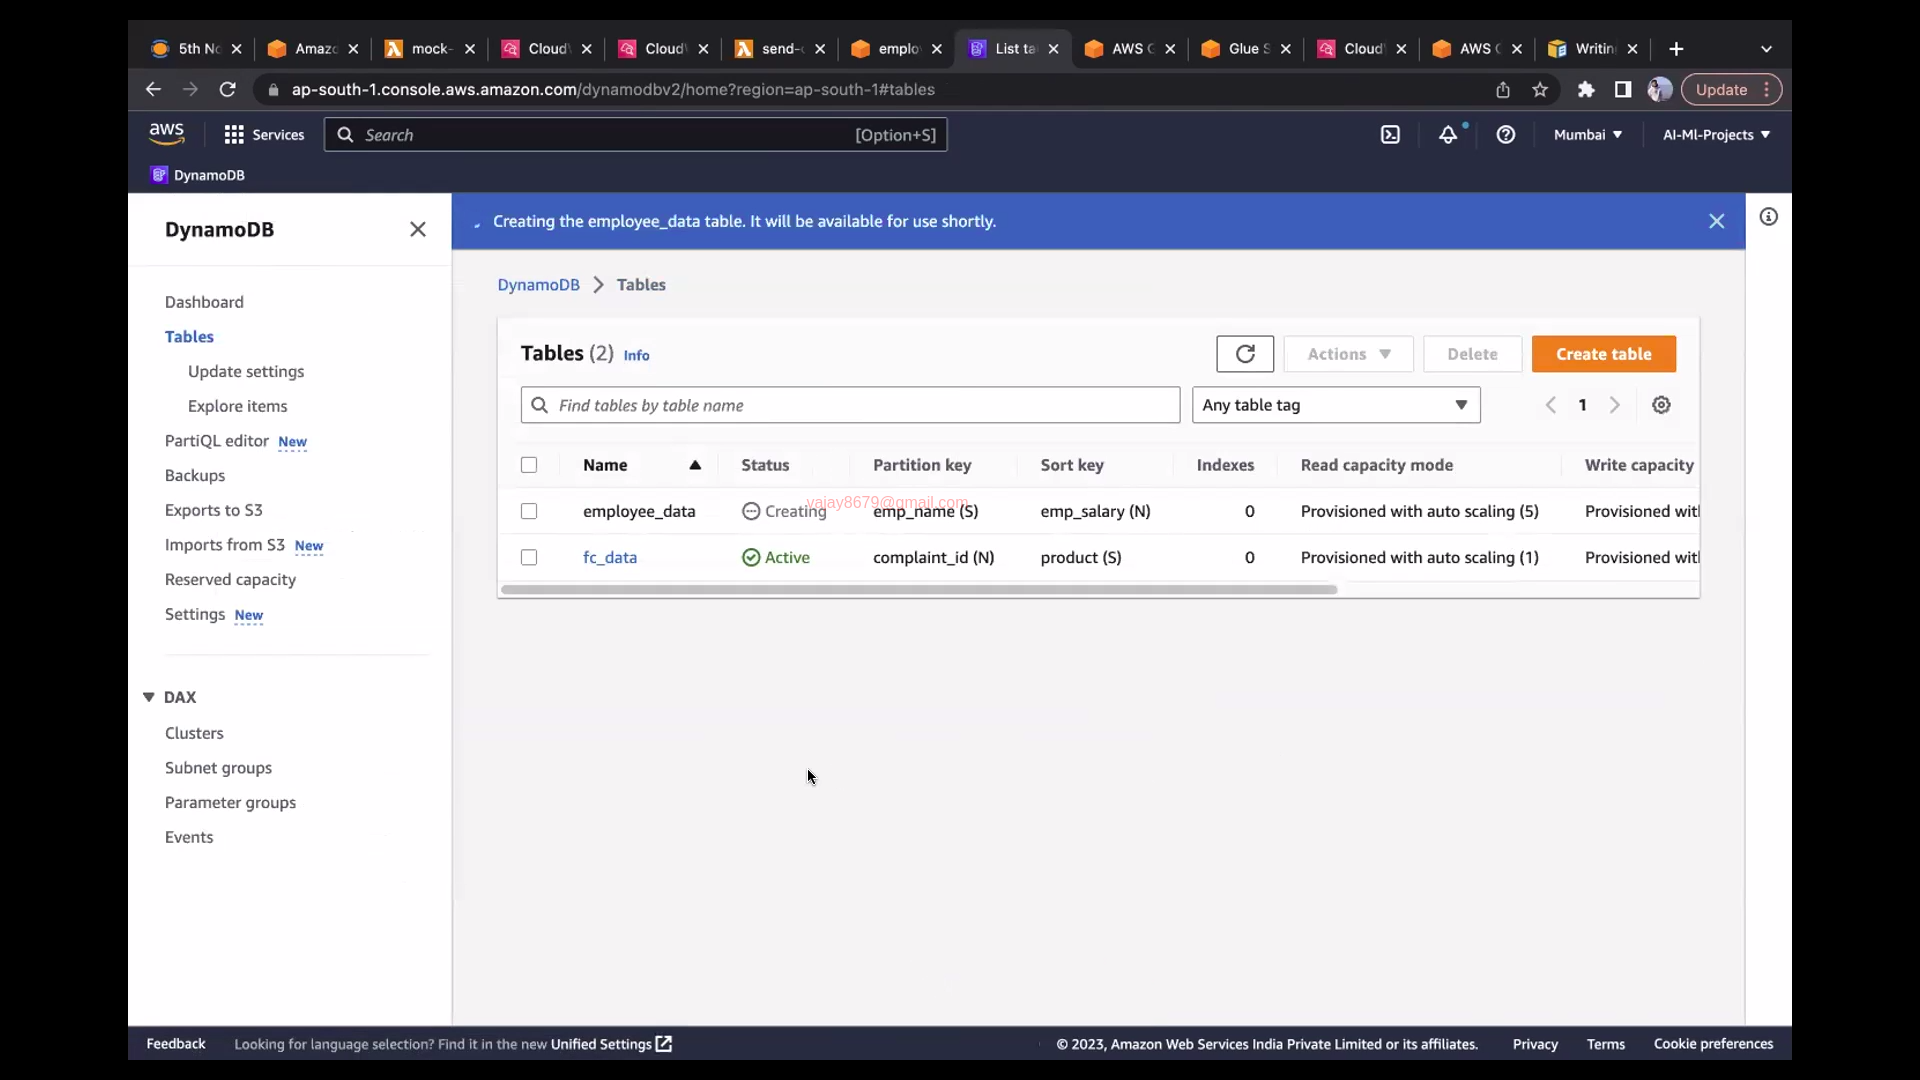 5th No
Amazo
mock-
Cloud
Cloud
send-
emplo
List ta
AWS
Glue S
Cloud
AWS
Writin
ap-south-1.console.aws.amazon.com/dynamodbv2/home?region=ap-south-1#tables
Update
aws
Services
Search
[Option+S]
Mumbai
AI-Ml-Projects
DynamoDB
DynamoDB
Dashboard
Tables
Update settings
Explore items
PartiQL editor New
Backups
Exports to S3
Imports from S3 New
Reserved capacity
Settings New
DAX
Clusters
Subnet groups
Parameter groups
Events
Creating the employee_data table. It will be available for use shortly.
DynamoDB > Tables
Tables (2) Info
Actions
Delete
Create table
Find tables by table name
Any table tag
1
Name Status Partition key Sort key Indexes Read capacity mode Write capacity
employee_data Creating emp_name (S) emp_salary (N) 0 Provisioned with auto scaling (5) Provisioned with
vajay8679@gmail.com
fc_data Active complaint_id (N) product (S) 0 Provisioned with auto scaling (1) Provisioned with
Feedback Looking for language selection? Find it in the new Unified Settings
© 2023, Amazon Web Services India Private Limited or its affiliates. Privacy Terms Cookie preferences